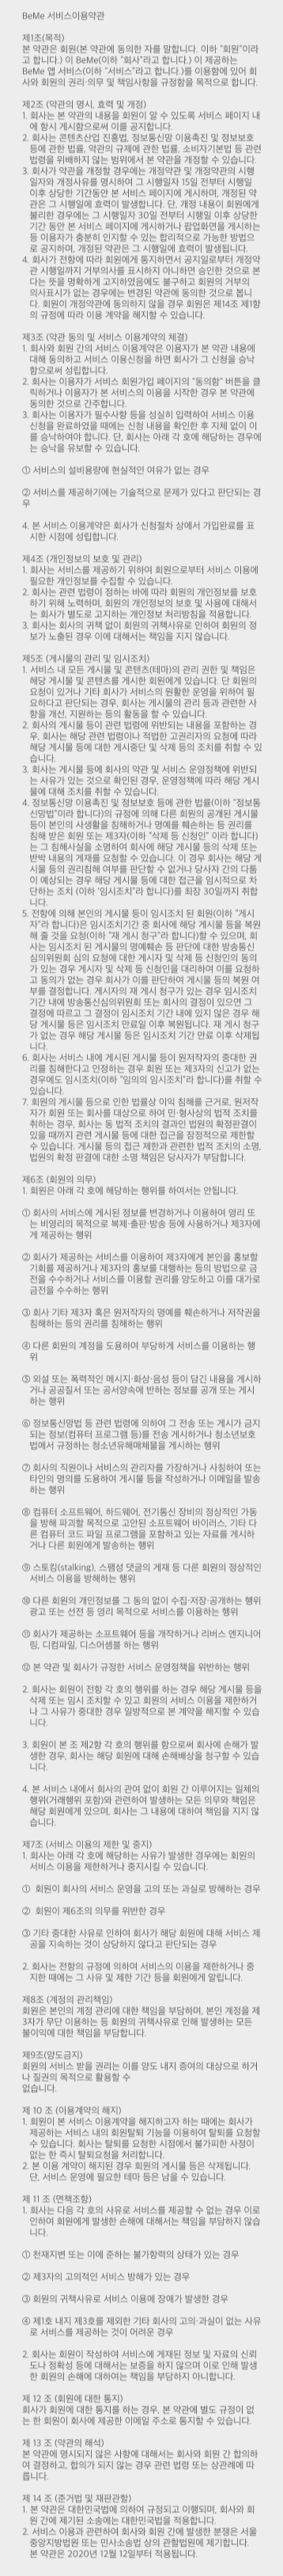 BeMe 서비스이용약관
제1조(목적)
본 약관은 회원(본 약관에 동의한 자를 말합니다. 이하 "회원"이라
고 합니다.) 이 BeMe(이하 "회사"라고 합니다.) 이 제공하는
BeMe 앱 서비스(이하 "서비스"라고 합니다.)를 이용함에 있어 회
사와 회원의 권리·의무 및 책임사항을 규정함을 목적으로 합니다.
제2조 (약관의 명시, 효력 및 개정)
1. 회사는 본 약관의 내용을 회원이 알 수 있도록 서비스 페이지 내
에 항시 게시함으로써 이를 공지합니다.
2. 회사는 콘텐츠산업 진흥법, 정보통신망 이용촉진 및 정보보호
등에 관한 법률, 약관의 규제에 관한 법률, 소비자기본법 등 관련
법령을 위배하지 않는 범위에서 본 약관을 개정할 수 있습니다.
3. 회사가 약관을 개정할 경우에는 개정약관 및 개정약관의 시행
일자와 개정사유를 명시하여 그 시행일자 15일 전부터 시행일
이후 상당한 기간동안 본 서비스 페이지에 게시하며, 개정된 약
관은 그 시행일에 효력이 발생합니다. 단, 개정 내용이 회원에게
불리한 경우에는 그 시행일자 30일 전부터 시행일 이후 상당한
기간 동안 본 서비스 페이지에 게시하거나 팝업화면을 게시하는
등 이용자가 충분히 인지할 수 있는 합리적으로 가능한 방법으
로 공지하며, 개정된 약관은 그 시행일에 효력이 발생됩니다.
4. 회사가 전항에 따라 회원에게 통지하면서 공지일로부터 개정약
관 시행일까지 거부의사를 표시하지 아니하면 승인한 것으로 본
다는 뜻을 명확하게 고지하였음에도 불구하고 회원의 거부의
의사표시가 없는 경우에는 변경된 약관에 동의한 것으로 봅니
다. 회원이 개정약관에 동의하지 않을 경우 회원은 제14조 제1항
의 규정에 따라 이용 계약을 해지할 수 있습니다.
제3조 (약관 동의 및 서비스 이용계약의 체결)
1. 회사와 회원 간의 서비스 이용계약은 이용자가 본 약관 내용에
대해 동의하고 서비스 이용신청을 하면 회사가 그 신청을 승낙
함으로써 성립합니다.
2. 회사는 이용자가 서비스 회원가입 페이지의 "동의함" 버튼을 클
릭하거나 이용자가 본 서비스의 이용을 시작한 경우 본 약관에
동의한 것으로 간주합니다.
3. 회사는 이용자가 필수사항 등을 성실히 입력하여 서비스 이용
신청을 완료하였을 때에는 신청 내용을 확인한 후 지체 없이 이
를 승낙하여야 합니다. 단, 회사는 아래 각 호에 해당하는 경우에
는 승낙을 유보할 수 있습니다.
① 서비스의 설비용량에 현실적인 여유가 없는 경우
② 서비스를 제공하기에는 기술적으로 문제가 있다고 판단되는 경
우
4. 본 서비스 이용계약은 회사가 신청절차 상에서 가입완료를 표
시한 시점에 성립합니다.
제4조 (개인정보의 보호 및 관리)
1. 회사는 서비스를 제공하기 위하여 회원으로부터 서비스 이용에
필요한 개인정보를 수집할 수 있습니다.
2. 회사는 관련 법령이 정하는 바에 따라 회원의 개인정보를 보호
하기 위해 노력하며, 회원의 개인정보의 보호 및 사용에 대해서
는 회사가 별도로 고지하는 개인정보 처리방침을 적용합니다.
3. 회사는 회사의 귀책 없이 회원의 귀책사유로 인하여 회원의 정
보가 노출된 경우 이에 대해서는 책임을 지지 않습니다.
제5조 (게시물의 관리 및 임시조치)
1. 서비스 내 모든 게시물 및 콘텐츠(테마)의 관리 권한 및 책임은
해당 게시물 및 콘텐츠를 게시한 회원에게 있습니다. 단 회원의
요청이 있거나 기타 회사가 서비스의 원활한 운영을 위하여 필
요하다고 판단되는 경우, 회사는 게시물의 관리 등과 관련한 사
항을 개선, 지원하는 등의 활동을 할 수 있습니다.
2. 회사의 게시물 등이 관련 법령에 위반되는 내용을 포함하는 경
우, 회사는 해당 관련 법령이나 적법한 고권리자의 요청에 따라
해당 게시물 등에 대한 게시중단 및 삭제 등의 조치를 취할 수 있
습니다.
3. 회사는 게시물 등에 회사의 약관 및 서비스 운영정책에 위반되
는 사유가 있는 것으로 확인된 경우, 운영정책에 따라 해당 게시
물에 대해 조치를 취할 수 있습니다.
4. 정보통신망 이용촉진 및 정보보호 등에 관한 법률(이하 "정보통
신망법"이라 합니다)의 규정에 의해 다른 회원의 공개된 게시물
등이 본인의 사생활을 침해하거나 명예를 훼손하는 등 권리를
침해 받은 회원 또는 제3자(이하 "삭제 등 신청인" 이라 합니다)
는 그 침해사실을 소명하여 회사에 해당 게시물 등의 삭제 또는
반박 내용의 게재를 요청할 수 있습니다. 이 경우 회사는 해당 게
시물 등의 권리침해 여부를 판단할 수 없거나 당사자 간의 다툼
이 예상되는 경우 해당 게시물 등에 대한 접근을 임시적으로 차
단하는 조치 (이하 '임시조치"라 합니다)를 최장 30일까지 취합
니다.
5. 전항에 의해 본인의 게시물 등이 임시조치 된 회원(이하 "게시
자"라 합니다)은 임시조치기간 중 회사에 해당 게시물 등을 복원
해 줄 것을 요청(이하 "재 게시 청구"라 합니다)할 수 있으며, 회
사는 임시조치 된 게시물의 명예훼손 등 판단에 대한 방송통신
심의위원회 심의 요청에 대한 게시자 및 삭제 등 신청인의 동의
가 있는 경우 게시자 및 삭제 등 신청인을 대리하여 이를 요청하
고 동의가 없는 경우 회사가 이를 판단하여 게시물 등의 복원 여
부를 결정합니다. 게시자의 재 게시 청구가 있는 경우 임시조치
기간 내에 방송통신심의위원회 또는 회사의 결정이 있으면 그
결정에 따르고 그 결정이 임시조치 기간 내에 있지 않은 경우 해
당 게시물 등은 임시조치 만료일 이후 복원됩니다. 재 게시 청구
가 없는 경우 해당 게시물 등은 임시조치 기간 만료 이후 삭제됩
니다.
6. 회사는 서비스 내에 게시된 게시물 등이 원저작자의 중대한 권
리를 침해한다고 인정하는 경우 회원 또는 제3자의 신고가 없는
경우에도 임시조치(이하 "임의의 임시조치"라 합니다)를 취할 수
있습니다.
7. 회원의 게시물 등으로 인한 법률상 이익 침해를 근거로, 원저작
자가 회원 또는 회사를 대상으로 하여 민·형사상의 법적 조치를
취하는 경우, 회사는 동 법적 조치의 결과인 법원의 확정판결이
있을 때까지 관련 게시물 등에 대한 접근을 잠정적으로 제한할
수 있습니다. 게시물 등의 접근 제한과 관련한 법적 조치의 소명,
법원의 확정 판결에 대한 소명 책임은 당사자가 부담합니다.
제6조 (회원의 의무)
1. 회원은 아래 각 호에 해당하는 행위를 하여서는 안됩니다.
① 회사의 서비스에 게시된 정보를 변경하거나 이용하여 영리 또
는 비영리의 목적으로 복제·출판·방송 등에 사용하거나 제3자에
게 제공하는 행위
② 회사가 제공하는 서비스를 이용하여 제3자에게 본인을 홍보할
기회를 제공하거나 제3자의 홍보를 대행하는 등의 방법으로 금
전을 수수하거나 서비스를 이용할 권리를 양도하고 이를 대가로
금전을 수수하는 행위
③ 회사 기타 제3자 혹은 원저작자의 명예를 훼손하거나 저작권을
침해하는 등의 권리를 침해하는 행위
④ 다른 회원의 계정을 도용하여 부당하게 서비스를 이용하는 행
위
⑤ 외설 또는 폭력적인 메시지·화상·음성 등이 담긴 내용을 게시하
거나 공공질서 또는 공서양속에 반하는 정보를 공개 또는 게시
하는 행위
⑥ 정보통신망법 등 관련 법령에 의하여 그 전송 또는 게시가 금지
되는 정보(컴퓨터 프로그램 등)를 전송 게시하거나 청소년보호
법에서 규정하는 청소년유해매체물을 게시하는 행위
⑦ 회사의 직원이나 서비스의 관리자를 가장하거나 사칭하여 또는
타인의 명의를 도용하여 게시물 등을 작성하거나 이메일을 발송
하는 행위
⑧ 컴퓨터 소프트웨어, 하드웨어, 전기통신 장비의 정상적인 가동
을 방해 파괴할 목적으로 고안된 소프트웨어 바이러스, 기타 다
른 컴퓨터 코드 파일 프로그램을 포함하고 있는 자료를 게시하
거나 다른 회원에게 발송하는 행위
⑨ 스토킹(stalking), 스팸성 댓글의 게재 등 다른 회원의 정상적인
서비스 이용을 방해하는 행위
⑩ 다른 회원의 개인정보를 그 동의 없이 수집·저장·공개하는 행위
광고 또는 선전 등 영리 목적으로 서비스를 이용하는 행위
⑪ 회사가 제공하는 소프트웨어 등을 개작하거나 리버스 엔지니어
링, 디컴파일, 디스어셈블 하는 행위
⑫ 본 약관 및 회사가 규정한 서비스 운영정책을 위반하는 행위
2. 회사는 회원이 전항 각 호의 행위를 하는 경우 해당 게시물 등을
삭제 또는 임시 조치할 수 있고 회원의 서비스 이용을 제한하거
나 그 사유가 중대한 경우 일방적으로 본 계약을 해지할 수 있습
니다.
3. 회원이 본 조 제2항 각 호의 행위를 함으로써 회사에 손해가 발
생한 경우, 회사는 해당 회원에 대해 손해배상을 청구할 수 있습
니다.
4. 본 서비스 내에서 회사의 관여 없이 회원 간 이루어지는 일체의
행위(거래행위 포함)와 관련하여 발생하는 모든 의무와 책임은
해당 회원에게 있으며, 회사는 그 내용에 대하여 책임을 지지 않
습니다.
제7조 (서비스 이용의 제한 및 중지)
1. 회사는 아래 각 호에 해당하는 사유가 발생한 경우에는 회원의
서비스 이용을 제한하거나 중지시킬 수 있습니다.
① 회원이 회사의 서비스 운영을 고의 또는 과실로 방해하는 경우
② 회원이 제6조의 의무를 위반한 경우
③ 기타 중대한 사유로 인하여 회사가 해당 회원에 대해 서비스 제
공을 지속하는 것이 상당하지 않다고 판단되는 경우
2. 회사는 전항의 규정에 의하여 서비스의 이용을 제한하거나 중
지한 때에는 그 사유 및 제한 기간 등을 회원에게 알립니다.
제8조 (계정의 관리책임)
회원은 본인의 계정 관리에 대한 책임을 부담하며, 본인 계정을 제
3자가 무단 이용하는 등 회원의 귀책사유로 인해 발생하는 모든
불이익에 대한 책임을 부담합니다.
제9조(양도금지)
회원의 서비스 받을 권리는 이를 양도 내지 증여의 대상으로 하거
나 질권의 목적으로 활용할 수
없습니다.
제 10 조 (이용계약의 해지)
1. 회원이 본 서비스 이용계약을 해지하고자 하는 때에는 회사가
제공하는 서비스 내의 회원탈퇴 기능을 이용하여 탈퇴를 요청할
수 있습니다. 회사는 탈퇴를 요청한 시점에서 불가피한 사정이
없는 한 즉시 탈퇴요청을 처리합니다.
2. 본 이용 계약이 해지된 경우 회원의 게시물 등은 삭제됩니다.
단, 서비스 운영에 필요한 테마 등은 남을 수 있습니다.
제 11 조 (면책조항)
1. 회사는 다음 각 호의 사유로 서비스를 제공할 수 없는 경우 이로
인하여 회원에게 발생한 손해에 대해서는 책임을 부담하지 않습
니다.
① 천재지변 또는 이에 준하는 불가항력의 상태가 있는 경우
② 제3자의 고의적인 서비스 방해가 있는 경우
③ 회원의 귀책사유로 서비스 이용에 장애가 발생한 경우
④ 제1호 내지 제3호를 제외한 기타 회사의 고의·과실이 없는 사유
로 서비스를 제공하는 것이 어려운 경우
2. 회사는 회원이 작성하여 서비스에 게재된 정보 및 자료의 신뢰
도나 정확성 등에 대해서는 보증을 하지 않으며 이로 인해 발생
한 회원의 손해에 대하여는 책임을 부담하지 아니합니다.
제 12 조 (회원에 대한 통지)
회사가 회원에 대한 통지를 하는 경우, 본 약관에 별도 규정이 없
는 한 회원이 회사에 제공한 이메일 주소로 통지할 수 있습니다.
제 13 조 (약관의 해석)
본 약관에 명시되지 않은 사항에 대해서는 회사와 회원 간 합의하
여 결정하고, 합의가 되지 않는 경우 관련 법령 또는 상관례에 따
릅니다.
제 14 조 (준거법 및 재판관할)
1. 본 약관은 대한민국법에 의하여 규정되고 이행되며, 회사와 회
원 간에 제기된 소송에는 대한민국법을 적용합니다.
2. 서비스 이용과 관련하여 회사와 회원 간에 발생한 분쟁은 서울
중앙지방법원 또는 민사소송법 상의 관할법원에 제기합니다.
본 약관은 2020년 12월 12일부터 적용됩니다.